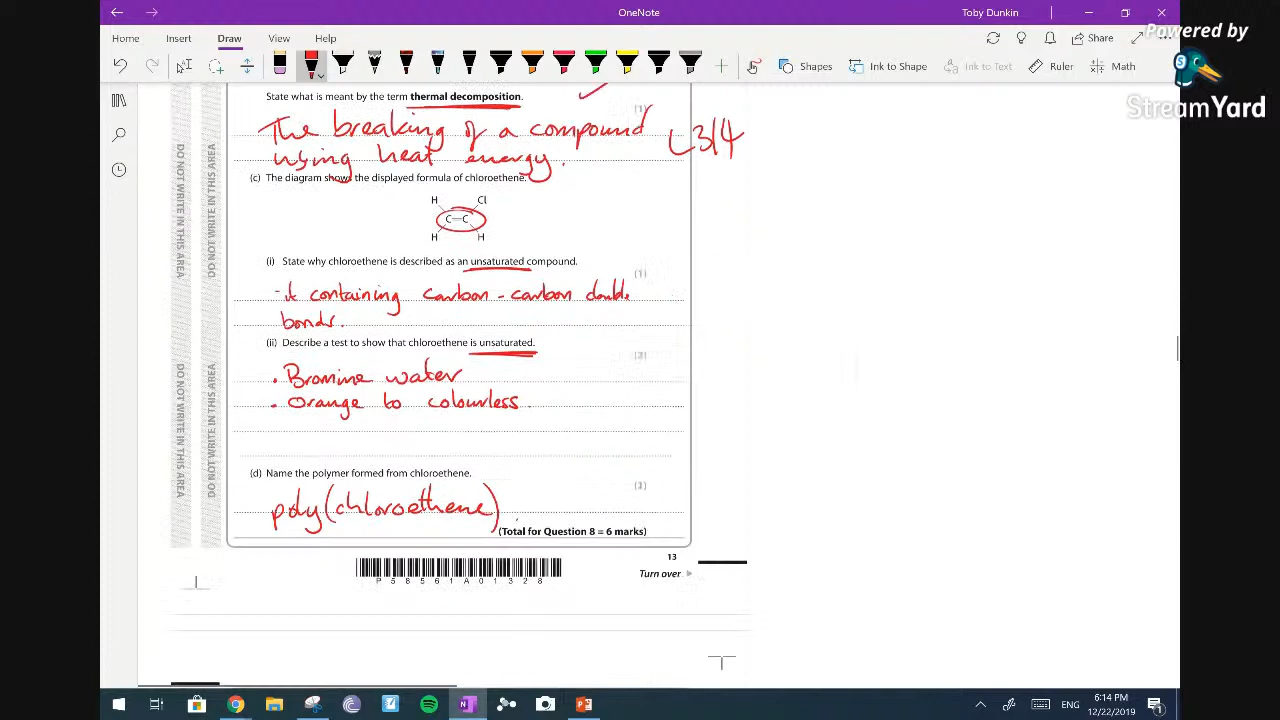 OneNote
Toby Dunkin
Powered by
StreamYard
Home
Insert
Draw
View
Help
Share
Shapes
Ink to Shape
Ruler
State what is meant by the term thermal decomposition.
(1)
The breaking of a compound
using heat energy.
3/4
(c) The diagram shows the displayed formula of chloroethene.
H Cl
C—C
H H
(i) State why chloroethene is described as an unsaturated compound.
(1)
- it containing carbon - carbon double
bonds.
(ii) Describe a test to show that chloroethene is unsaturated.
(2)
• Bromine water
• Orange to colourless.
(d) Name the polymer formed from chloroethene.
poly(chloroethene)
(Total for Question 8 = 6 marks)
DO NOT WRITE IN THIS AREA
DO NOT WRITE IN THIS AREA
DO NOT WRITE IN THIS AREA
DO NOT WRITE IN THIS AREA
13
P58561A01328
Turn over
ENG
6:14 PM
12/22/2019